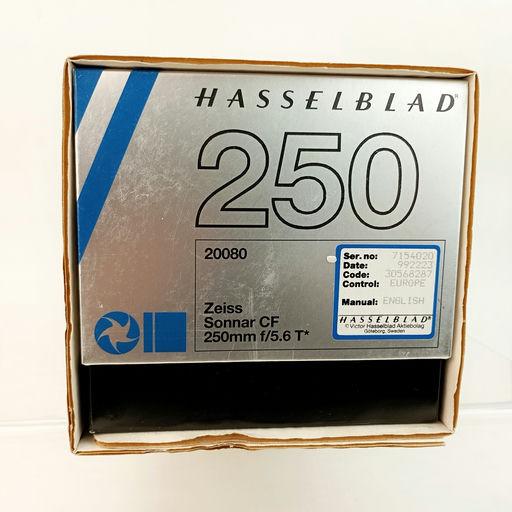 HASSELBLAD®
250
20080
Zeiss
Sonnar CF
250mm f/5.6 T*
Ser. no: 7154020
Date: 992223
Code: 30568287
Control: EUROPE
Manual: ENGLISH
HASSELBLAD®
© Victor Hasselblad Aktiebolag
Göteborg, Sweden